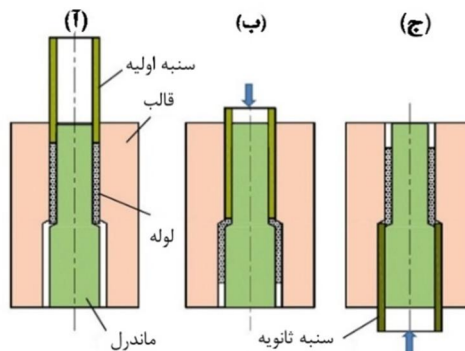 (آ)
(ب)
(ج)
سنبه اولیه
قالب
لوله
ماندرل
سنبه ثانویه